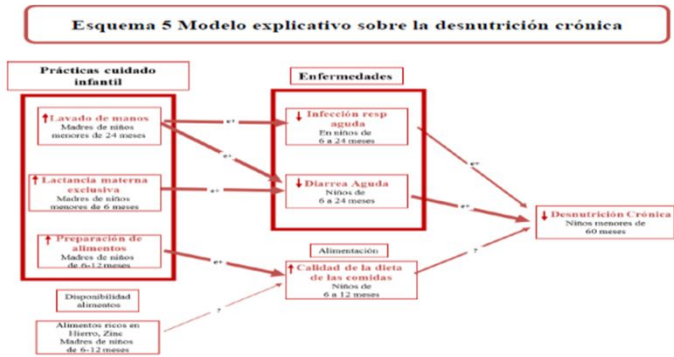 Esquema 5 Modelo explicativo sobre la desnutrición crónica
Prácticas cuidado
infantil
Enfermedades
↑Lavado de manos
Madres de niños
menores de 24 meses
↓ Infección resp
aguda
En niños de
6 a 24 meses
↑ Lactancia materna
exclusiva
Madres de niños
menores de 6 meses
↓ Diarrea Aguda
Niños de
6 a 24 meses
↓ Desnutrición Crónica
Niños menores de
60 meses
↑ Preparación de
alimentos
Madres de niños
de 6-12 meses
Alimentación
↑ Calidad de la dieta
de las comidas
Niños de
6 a 12 meses
?
Disponibilidad
alimentos
?
Alimentos ricos en
Hierro, Zinc
Madres de niños
de 6-12 meses